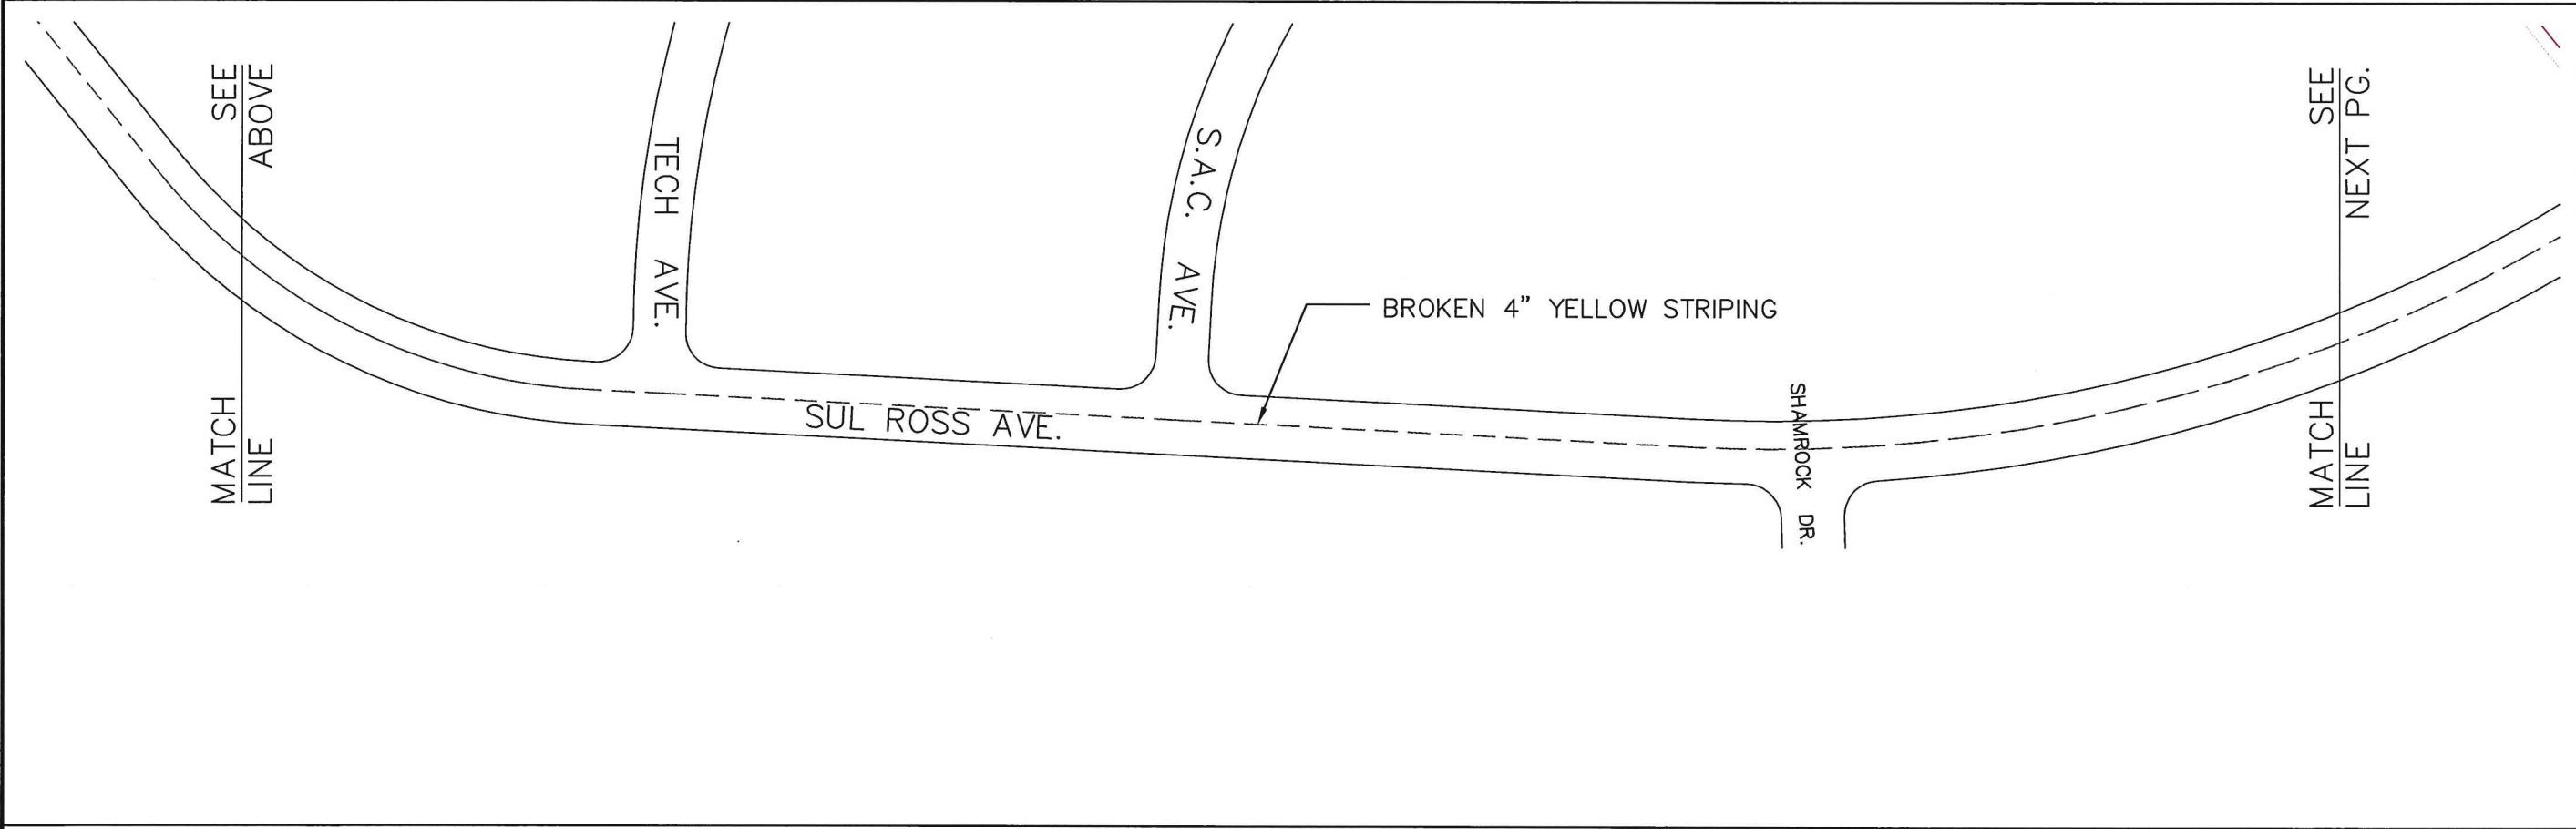 SEE
ABOVE
MATCH
LINE
TECH AVE.
S.A.C. AVE.
BROKEN 4" YELLOW STRIPING
SUL ROSS AVE.
SHAMROCK DR.
SEE
NEXT PG.
MATCH
LINE